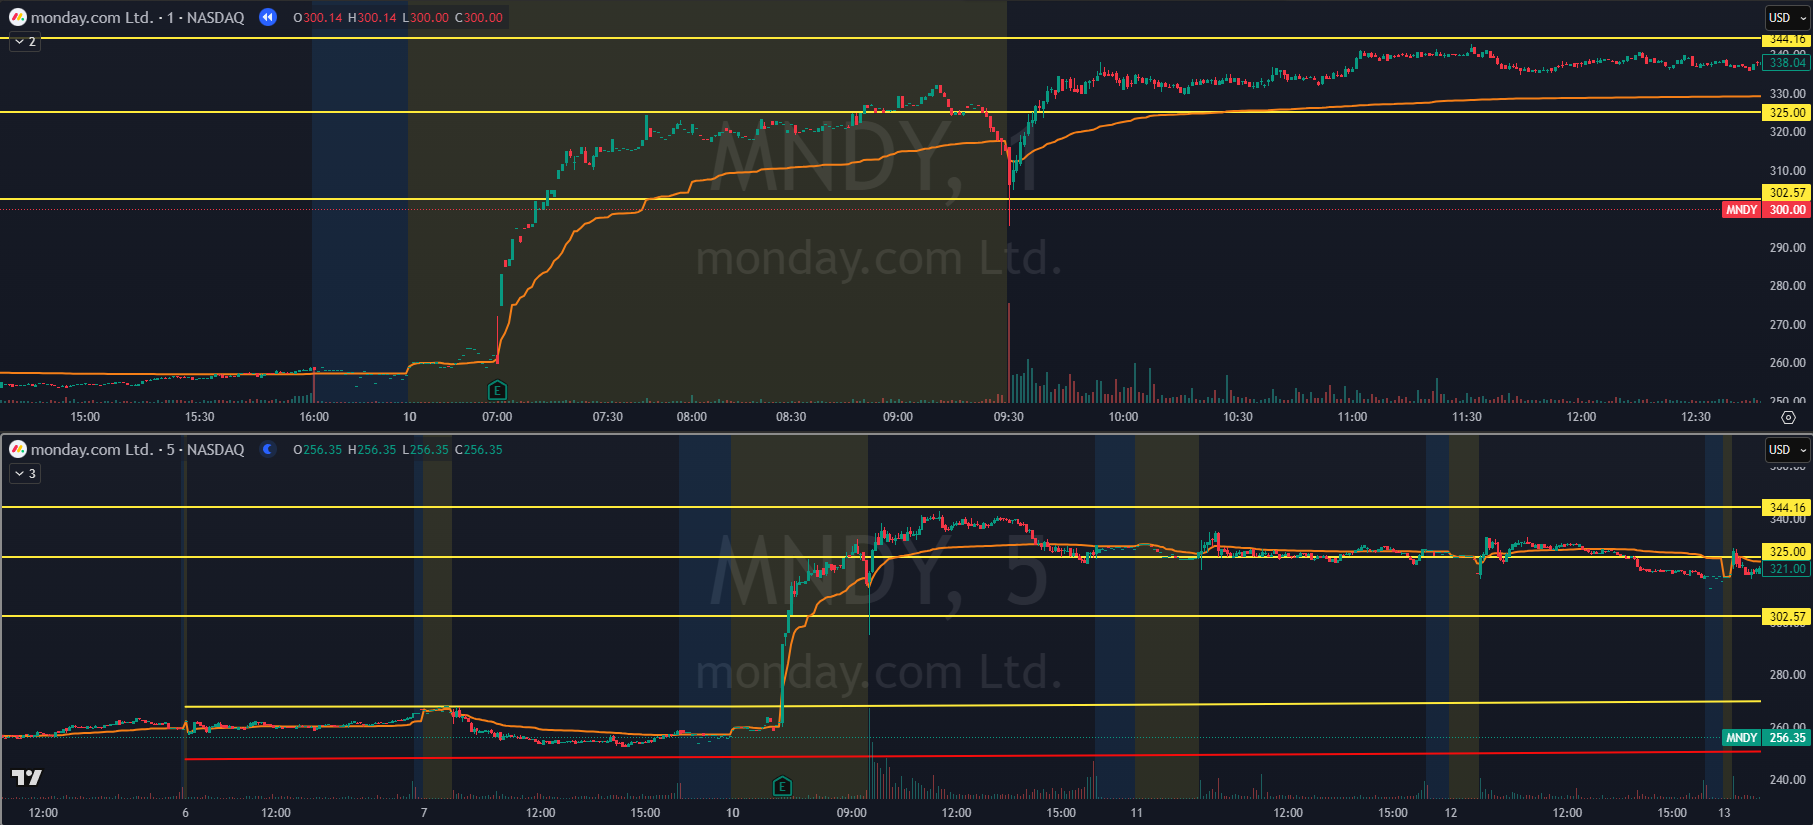 monday.com Ltd. · 1 · NASDAQ O300.14 H300.14 L300.00 C300.00
USD
2
344.16
340.00
338.04
330.00
325.00
320.00
310.00
302.57
MNDY 300.00
290.00
280.00
270.00
260.00
250.00
MNDY, 1
monday.com Ltd.
E
15:00 15:30 16:00 10 07:00 07:30 08:00 08:30 09:00 09:30 10:00 10:30 11:00 11:30 12:00 12:30
monday.com Ltd. · 5 · NASDAQ O256.35 H256.35 L256.35 C256.35
USD
3
360.00
344.16
340.00
325.00
321.00
302.57
300.00
280.00
260.00
MNDY 256.35
240.00
MNDY, 5
monday.com Ltd.
E
12:00 6 12:00 7 12:00 15:00 10 09:00 12:00 15:00 11 12:00 15:00 12 12:00 15:00 13